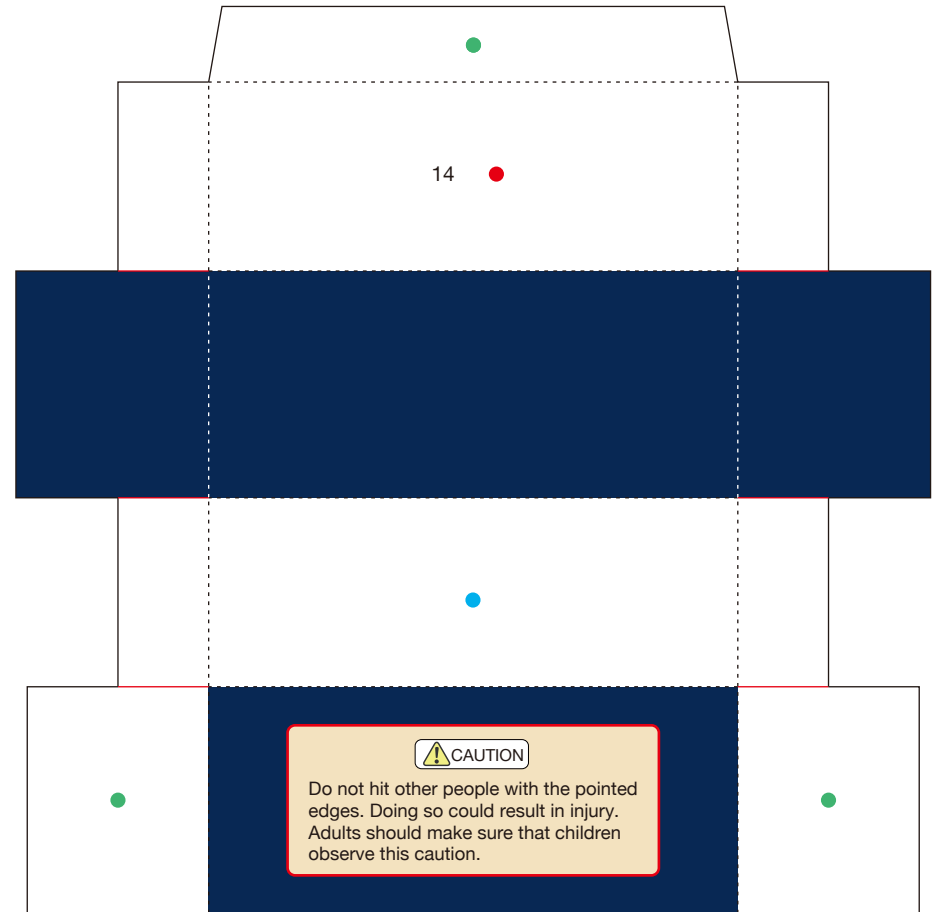 14
CAUTION
Do not hit other people with the pointed
edges. Doing so could result in injury.
Adults should make sure that children
observe this caution.